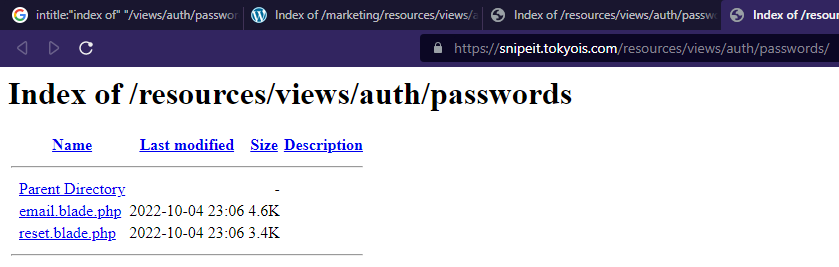 intitle:"index of" "/views/auth/passwor
Index of /marketing/resources/views/a
Index of /resources/views/auth/passw
Index of /resour
https://snipeit.tokyois.com/resources/views/auth/passwords/
Index of /resources/views/auth/passwords
Name Last modified Size Description
Parent Directory -
email.blade.php 2022-10-04 23:06 4.6K
reset.blade.php 2022-10-04 23:06 3.4K